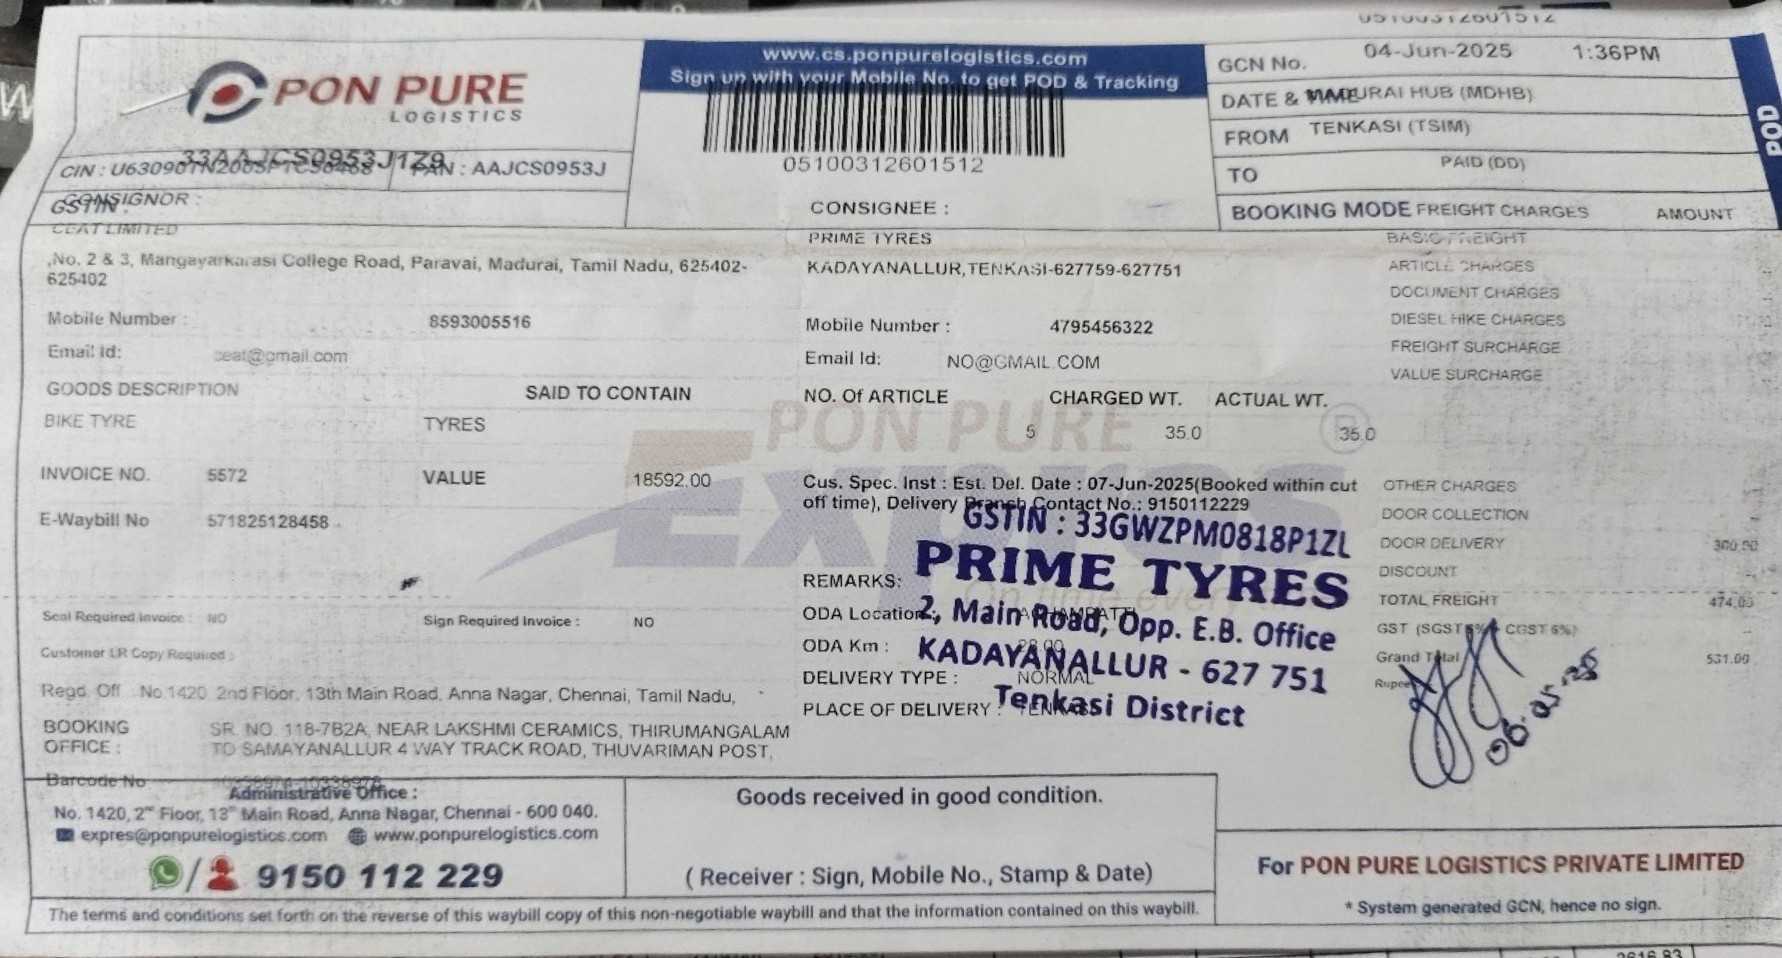 05100312601512
PON PURE
LOGISTICS
www.cs.ponpurelogistics.com
Sign up with your Mobile No. to get POD & Tracking
05100312601512
GCN No.
04-Jun-2025 1:36PM
DATE & TIME MADURAI HUB (MDHB)
FROM TENKASI (TSIM)
TO PAID (DD)
BOOKING MODE FREIGHT CHARGES AMOUNT
POD
33AAJCS0953J1Z9
CIN : PAN : AAJCS0953J
GSTIN :
CONSIGNOR :
CEAT LIMITED
,No. 2 & 3, Mangayarkarasi College Road, Paravai, Madurai, Tamil Nadu, 625402-
625402
Mobile Number : 8593005516
Email Id: ceat@gmail.com
CONSIGNEE :
PRIME TYRES
KADAYANALLUR,TENKASI-627759-627751
Mobile Number : 4795456322
Email Id: NO@GMAIL.COM
BASIC FREIGHT
ARTICLE CHARGES
DOCUMENT CHARGES
DIESEL HIKE CHARGES
FREIGHT SURCHARGE
VALUE SURCHARGE
GOODS DESCRIPTION SAID TO CONTAIN NO. Of ARTICLE CHARGED WT. ACTUAL WT.
BIKE TYRE TYRES 5 35.0 35.0
PON PURE
Expres
INVOICE NO. 5572 VALUE 18592.00
E-Waybill No 571825128458
Cus. Spec. Inst : Est. Del. Date : 07-Jun-2025(Booked within cut
off time), Delivery Branch Contact No.: 9150112229
OTHER CHARGES
DOOR COLLECTION
DOOR DELIVERY 300.00
DISCOUNT
TOTAL FREIGHT
GST (SGST 6% + CGST 6%)
Grand Total 531.00
Rupees
GSTIN : 33GWZPM0818P1ZL
PRIME TYRES
2, Main Road, Opp. E.B. Office
KADAYANALLUR - 627 751
Tenkasi District
REMARKS:
ODA Location :
ODA Km :
DELIVERY TYPE : NORMAL
PLACE OF DELIVERY : TENKASI
Seal Required Invoice : NO Sign Required Invoice : NO
Customer LR Copy Required :
Regd. Off No.1420 2nd Floor, 13th Main Road, Anna Nagar, Chennai, Tamil Nadu,
BOOKING
OFFICE :
SR. NO. 118-7B2A, NEAR LAKSHMI CERAMICS, THIRUMANGALAM
TO SAMAYANALLUR 4 WAY TRACK ROAD, THUVARIMAN POST,
Barcode No
Administrative Office :
No. 1420, 2nd Floor, 13th Main Road, Anna Nagar, Chennai - 600 040.
expres@ponpurelogistics.com www.ponpurelogistics.com
/ 9150 112 229
Goods received in good condition.
( Receiver : Sign, Mobile No., Stamp & Date)
For PON PURE LOGISTICS PRIVATE LIMITED
* System generated GCN, hence no sign.
The terms and conditions set forth on the reverse of this waybill copy of this non-negotiable waybill and that the information contained on this waybill.